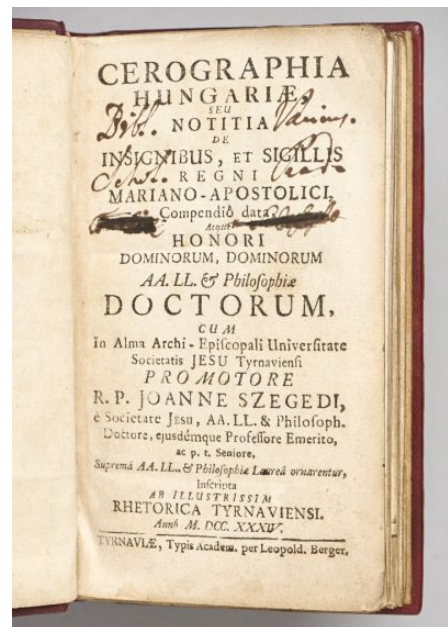 CEROGRAPHIA
HUNGARIÆ,
SEU
NOTITIA
DE
INSIGNIBUS, ET SIGILLIS
REGNI
MARIANO-APOSTOLICI,
Compendiô data,
HONORI
DOMINORUM, DOMINORUM
AA. LL. & Philosophiæ
DOCTORUM,
CUM
In Alma Archi-Episcopali Universitate
Societatis JESU Tyrnaviensi
PROMOTORE
R. P. JOANNE SZEGEDI,
è Societate Jesu, AA. LL. & Philosoph.
Doctore, ejusdémque Professore Emerito,
ac p. t. Seniore,
Supremâ AA. LL. & Philosophiæ Laureâ ornarentur,
Inscripta
AB ILLUSTRISSIM
RHETORICA TYRNAVIENSI.
Annô M. DCC. XXXIV.
TYRNAVIÆ, Typis Academ. per Leopold. Berger.